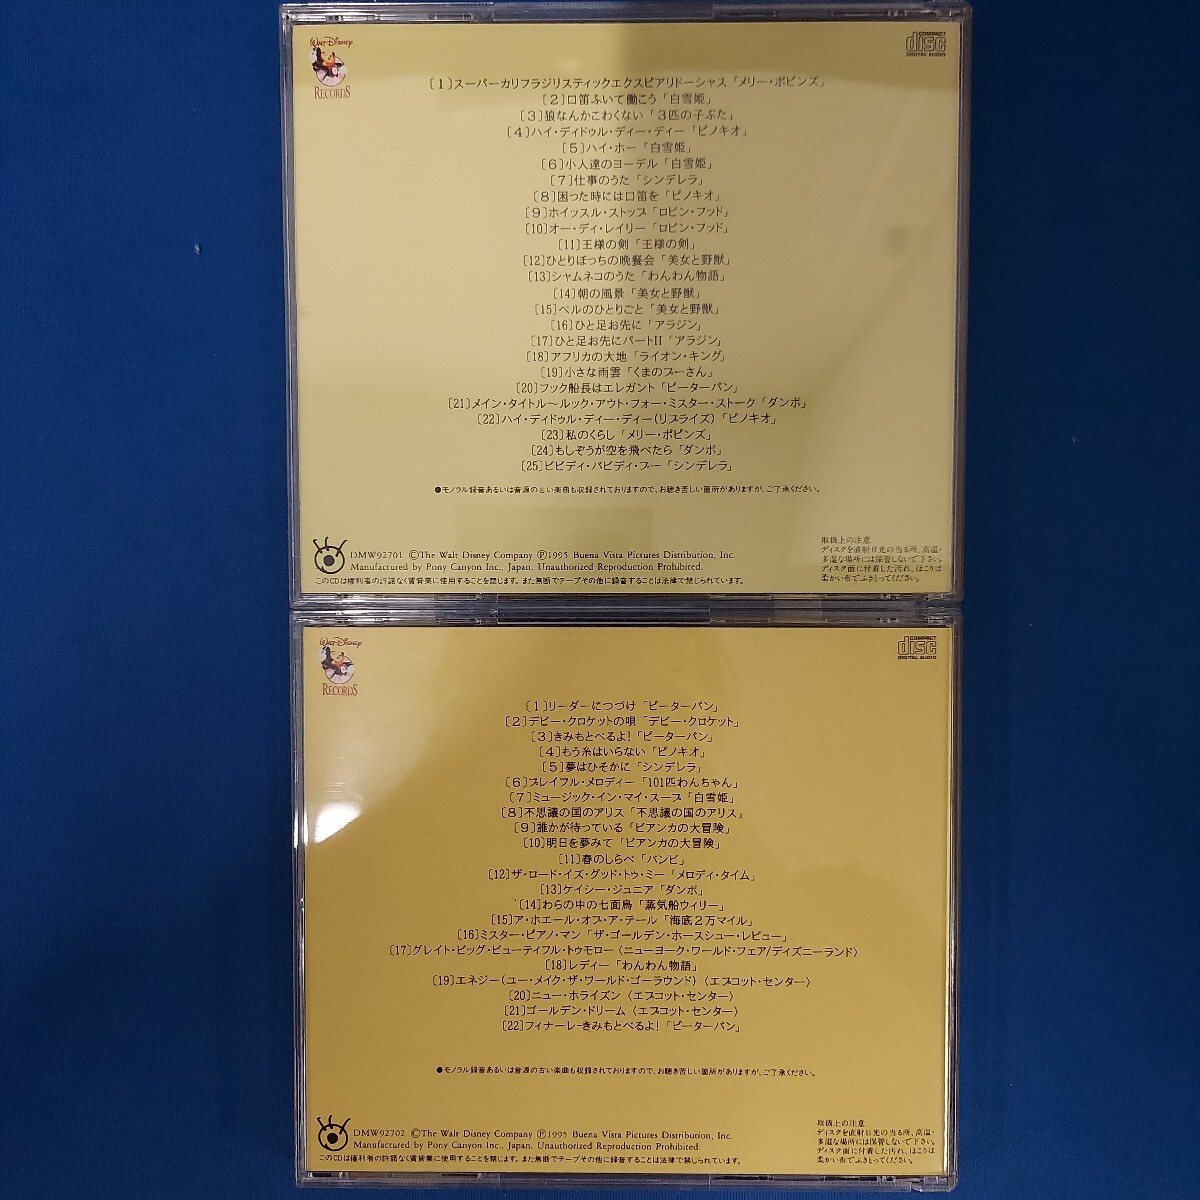 WALT DISNEY
RECORDS
COMPACT
disc
DIGITAL AUDIO
〔1〕スーパーカリフラジリスティックエクスピアリドーシャス「メリー・ポピンズ」
〔2〕口笛ふいて働こう「白雪姫」
〔3〕狼なんかこわくない「3匹の子ぶた」
〔4〕ハイ・ディドゥル・ディー・ディー「ピノキオ」
〔5〕ハイ・ホー「白雪姫」
〔6〕小人達のヨーデル「白雪姫」
〔7〕仕事のうた「シンデレラ」
〔8〕困った時には口笛を「ピノキオ」
〔9〕ホイッスル・ストップ「ロビン・フッド」
〔10〕オー・ディ・レイリー「ロビン・フッド」
〔11〕王様の剣「王様の剣」
〔12〕ひとりぼっちの晩餐会「美女と野獣」
〔13〕シャムネコのうた「わんわん物語」
〔14〕朝の風景「美女と野獣」
〔15〕ベルのひとりごと「美女と野獣」
〔16〕ひと足お先に「アラジン」
〔17〕ひと足お先にパートII「アラジン」
〔18〕アフリカの大地「ライオン・キング」
〔19〕小さな雨雲「くまのプーさん」
〔20〕フック船長はエレガント「ピーターパン」
〔21〕メイン・タイトル〜ルック・アウト・フォー・ミスター・ストーク「ダンボ」
〔22〕ハイ・ディドゥル・ディー・ディー(リプライズ)「ピノキオ」
〔23〕私のくらし「メリー・ポピンズ」
〔24〕もしぞうが空を飛べたら「ダンボ」
〔25〕ビビディ・バビディ・ブー「シンデレラ」
●モノラル録音あるいは音源の古い楽曲も収録されておりますので、お聴き苦しい箇所がありますが、ご了承ください。
DMW92701 ©The Walt Disney Company ℗1995 Buena Vista Pictures Distribution, Inc.
Manufactured by Pony Canyon Inc., Japan. Unauthorized Reproduction Prohibited.
このCDは権利者の許諾なく賃貸業に使用することを禁じます。また無断でテープその他に録音することは法律で禁じられています。
取扱上の注意
ディスクを直射日光の当る所、高温・
多湿な場所には保管しないで下さい。
ディスク面に付着した汚れ、ほこりは
柔かい布でふきとってください。
WALT DISNEY
RECORDS
COMPACT
disc
DIGITAL AUDIO
〔1〕リーダーにつづけ「ピーターパン」
〔2〕デビー・クロケットの唄「デビー・クロケット」
〔3〕きみもとべるよ!「ピーターパン」
〔4〕もう糸はいらない「ピノキオ」
〔5〕夢はひそかに「シンデレラ」
〔6〕プレイフル・メロディー「101匹わんちゃん」
〔7〕ミュージック・イン・マイ・スープ「白雪姫」
〔8〕不思議の国のアリス「不思議の国のアリス」
〔9〕誰かが待っている「ビアンカの大冒険」
〔10〕明日を夢みて「ビアンカの大冒険」
〔11〕春のしらべ「バンビ」
〔12〕ザ・ロード・イズ・グッド・トゥ・ミー「メロディ・タイム」
〔13〕ケイシー・ジュニア「ダンボ」
〔14〕わらの中の七面鳥「蒸気船ウィリー」
〔15〕ア・ホエール・オブ・ア・テール「海底2万マイル」
〔16〕ミスター・ピアノ・マン「ザ・ゴールデン・ホースシュー・レビュー」
〔17〕グレイト・ビッグ・ビューティフル・トゥモロー〈ニューヨーク・ワールド・フェア/ディズニーランド〉
〔18〕レディー「わんわん物語」
〔19〕エネジー(ユー・メイク・ザ・ワールド・ゴーラウンド)〈エプコット・センター〉
〔20〕ニュー・ホライズン〈エプコット・センター〉
〔21〕ゴールデン・ドリーム〈エプコット・センター〉
〔22〕フィナーレ-きみもとべるよ!「ピーターパン」
●モノラル録音あるいは音源の古い楽曲も収録されておりますので、お聴き苦しい箇所がありますが、ご了承ください。
DMW92702 ©The Walt Disney Company ℗1995 Buena Vista Pictures Distribution, Inc.
Manufactured by Pony Canyon Inc., Japan. Unauthorized Reproduction Prohibited.
このCDは権利者の許諾なく賃貸業に使用することを禁じます。また無断でテープその他に録音することは法律で禁じられています。
取扱上の注意
ディスクを直射日光の当る所、高温・
多湿な場所には保管しないで下さい。
ディスク面に付着した汚れ、ほこりは
柔かい布でふきとってください。